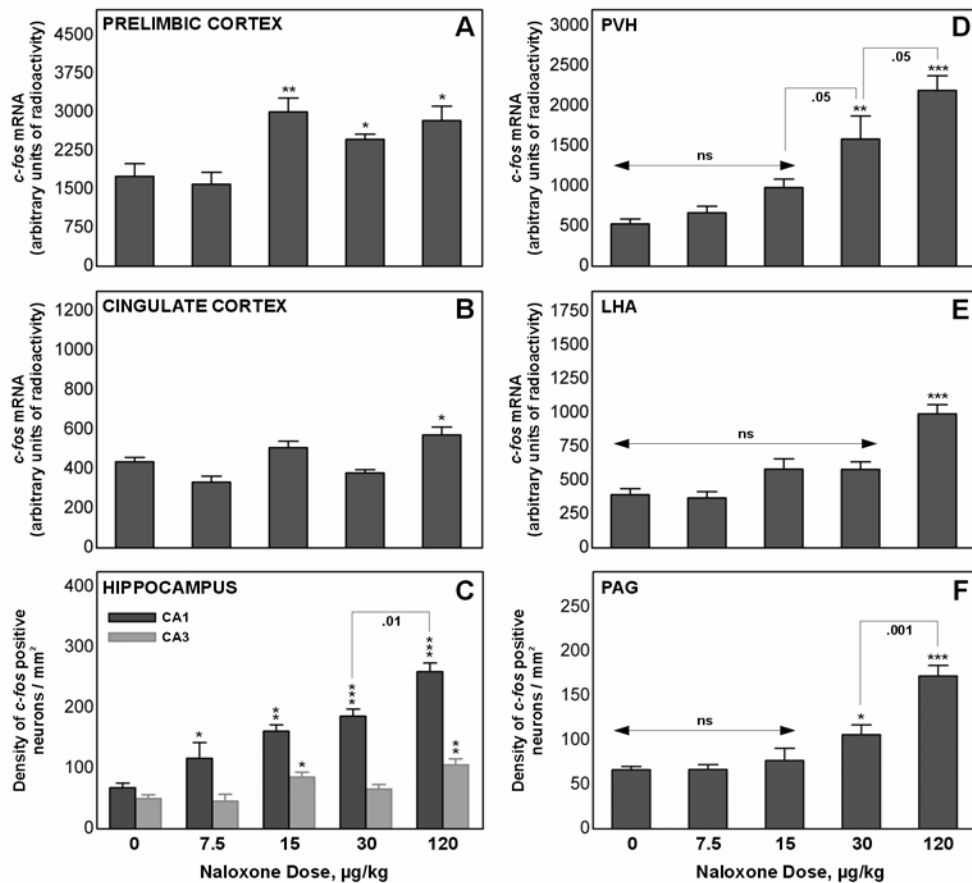 PRELIMBIC CORTEX
A
5000
4500
3750
3000
2250
1500
750
0
c-fos mRNA
(arbitrary units of radioactivity)
**
*
*
PVH
D
3000
2500
2000
1500
1000
500
0
c-fos mRNA
(arbitrary units of radioactivity)
ns
.05
.05
**
***
CINGULATE CORTEX
B
1200
1000
800
600
400
200
0
c-fos mRNA
(arbitrary units of radioactivity)
*
LHA
E
1750
1500
1250
1000
750
500
250
0
c-fos mRNA
(arbitrary units of radioactivity)
ns
***
HIPPOCAMPUS
C
CA1
CA3
400
300
200
100
0
Density of c-fos positive
neurons / mm²
.01
*
**
*
***
***
**
0
7.5
15
30
120
Naloxone Dose, µg/kg
PAG
F
250
200
150
100
50
0
Density of c-fos positive
neurons / mm²
ns
.001
*
***
0
7.5
15
30
120
Naloxone Dose, µg/kg